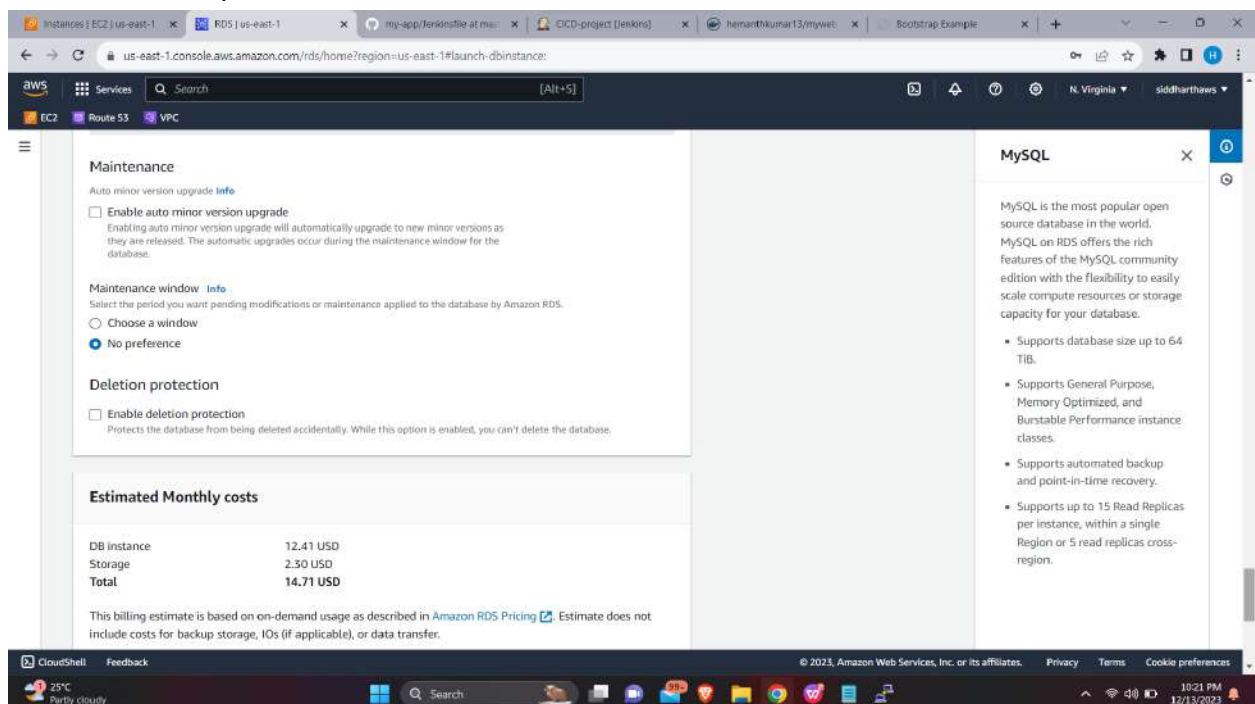 Instances | EC2 | us-east-1
RDS | us-east-1
my-app/Jenkinsfile at
CICD-project [Jenkins]
hemanthkumar13/myweb
Bootstrap Example
us-east-1.console.aws.amazon.com/rds/home?region=us-east-1#launch-dbinstance:
H
aws
Services
Search
[Alt+S]
N. Virginia
siddharthaws
EC2
Route 53
VPC
Maintenance
Auto minor version upgrade Info
Enable auto minor version upgrade
Enabling auto minor version upgrade will automatically upgrade to new minor versions as
they are released. The automatic upgrades occur during the maintenance window for the
database.
Maintenance window Info
Select the period you want pending modifications or maintenance applied to the database by Amazon RDS.
Choose a window
No preference
Deletion protection
Enable deletion protection
Protects the database from being deleted accidentally. While this option is enabled, you can't delete the database.
Estimated Monthly costs
DB instance 12.41 USD
Storage 2.30 USD
Total 14.71 USD
This billing estimate is based on on-demand usage as described in Amazon RDS Pricing. Estimate does not
include costs for backup storage, IOs (if applicable), or data transfer.
MySQL
MySQL is the most popular open
source database in the world.
MySQL on RDS offers the rich
features of the MySQL community
edition with the flexibility to easily
scale compute resources or storage
capacity for your database.
Supports database size up to 64
TiB.
Supports General Purpose,
Memory Optimized, and
Burstable Performance instance
classes.
Supports automated backup
and point-in-time recovery.
Supports up to 15 Read Replicas
per instance, within a single
Region or 5 read replicas cross-
region.
CloudShell
Feedback
© 2023, Amazon Web Services, Inc. or its affiliates.
Privacy
Terms
Cookie preferences
25°C
Partly cloudy
Search
99+
10:21 PM
12/13/2023